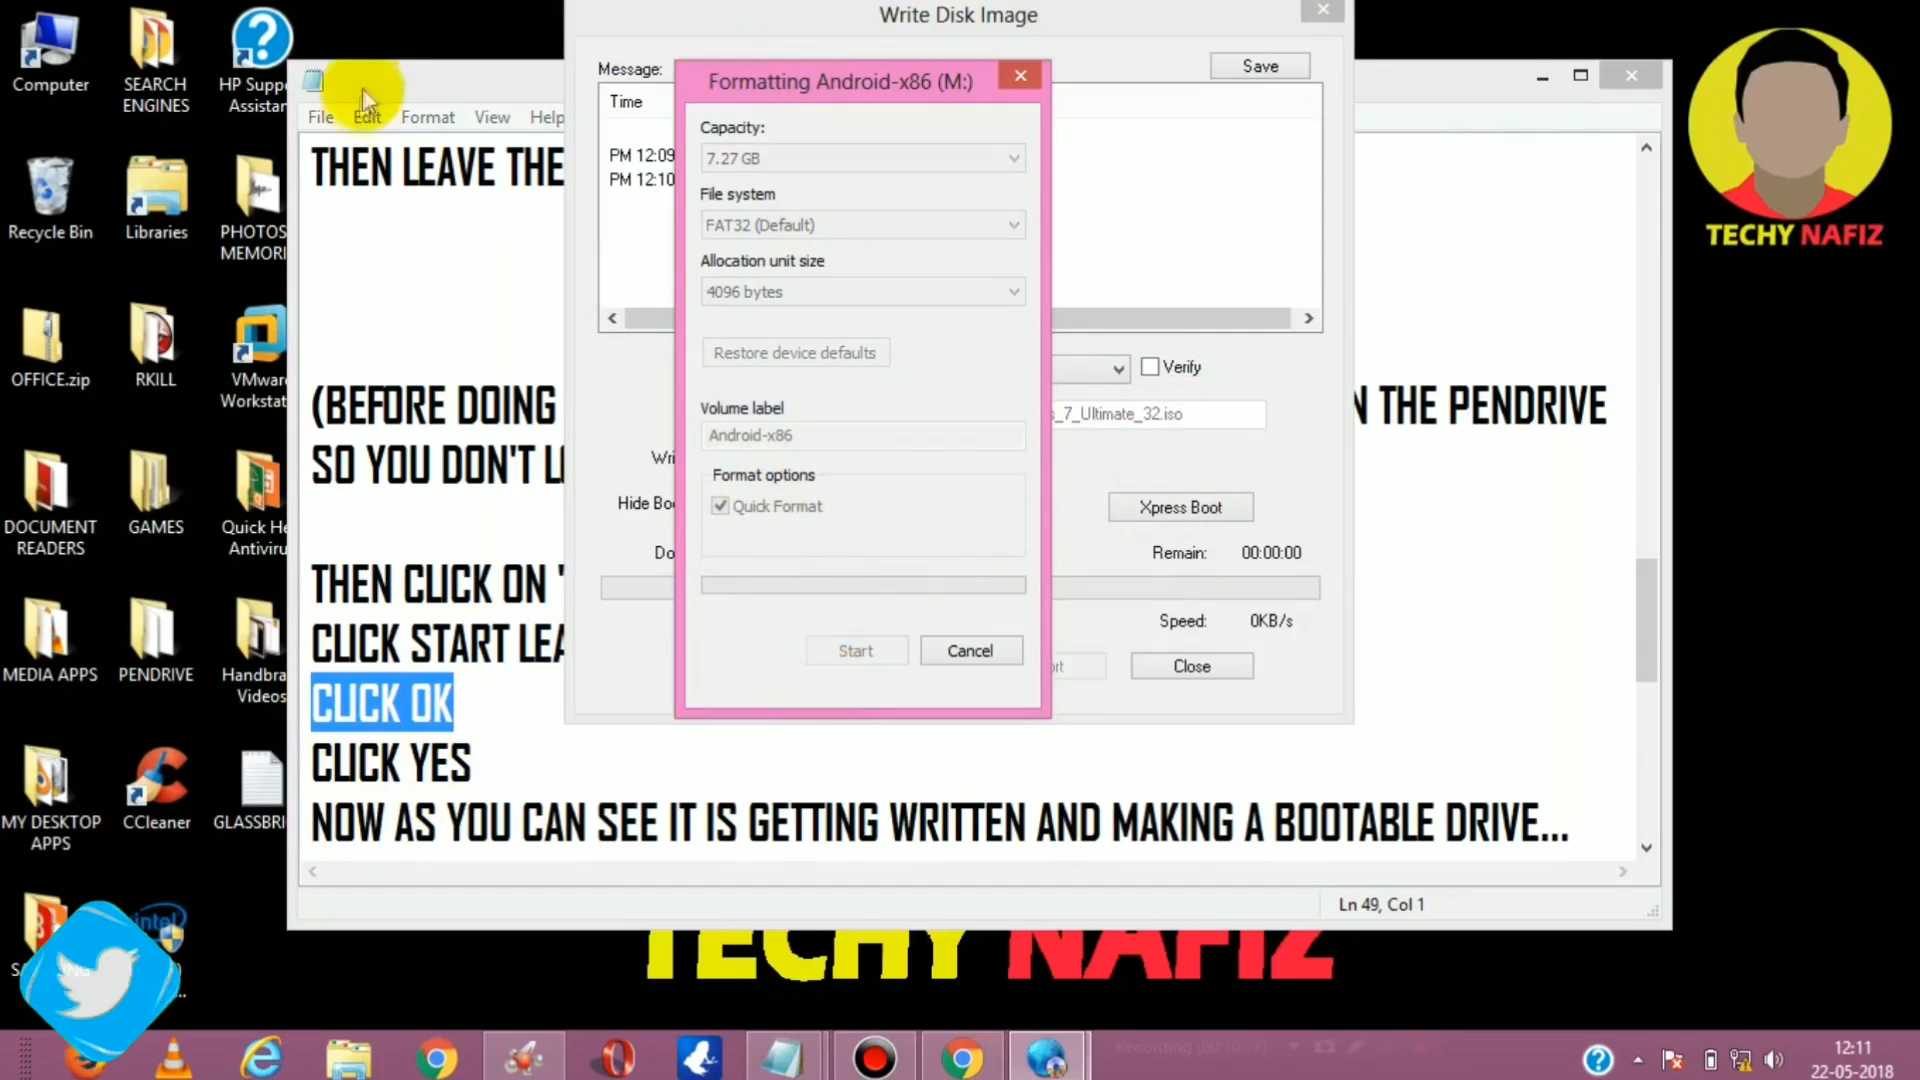 Write Disk Image
Computer
SEARCH ENGINES
HP Supp
Assistan
Recycle Bin
Libraries
PHOTOS
MEMORI
OFFICE.zip
RKILL
VMware
Workstat
DOCUMENT READERS
GAMES
Quick He
Antiviru
MEDIA APPS
PENDRIVE
Handbra
Videos
MY DESKTOP APPS
CCleaner
GLASSBRI
intel
File Edit Format View Help
THEN LEAVE THE
(BEFORE DOING
N THE PENDRIVE
SO YOU DON'T L
THEN CLICK ON '
CLICK START LEA
CLICK OK
CLICK YES
NOW AS YOU CAN SEE IT IS GETTING WRITTEN AND MAKING A BOOTABLE DRIVE...
Ln 49, Col 1
Message:
Save
Time
PM 12:09
PM 12:10
Verify
s_7_Ultimate_32.iso
Wri
Hide Boo
Xpress Boot
Do
Remain: 00:00:00
Speed: 0KB/s
Close
Formatting Android-x86 (M:)
Capacity:
7.27 GB
File system
FAT32 (Default)
Allocation unit size
4096 bytes
Restore device defaults
Volume label
Android-x86
Format options
Quick Format
Start
Cancel
TECHY NAFIZ
TECHY NAFIZ
12:11
22-05-2018